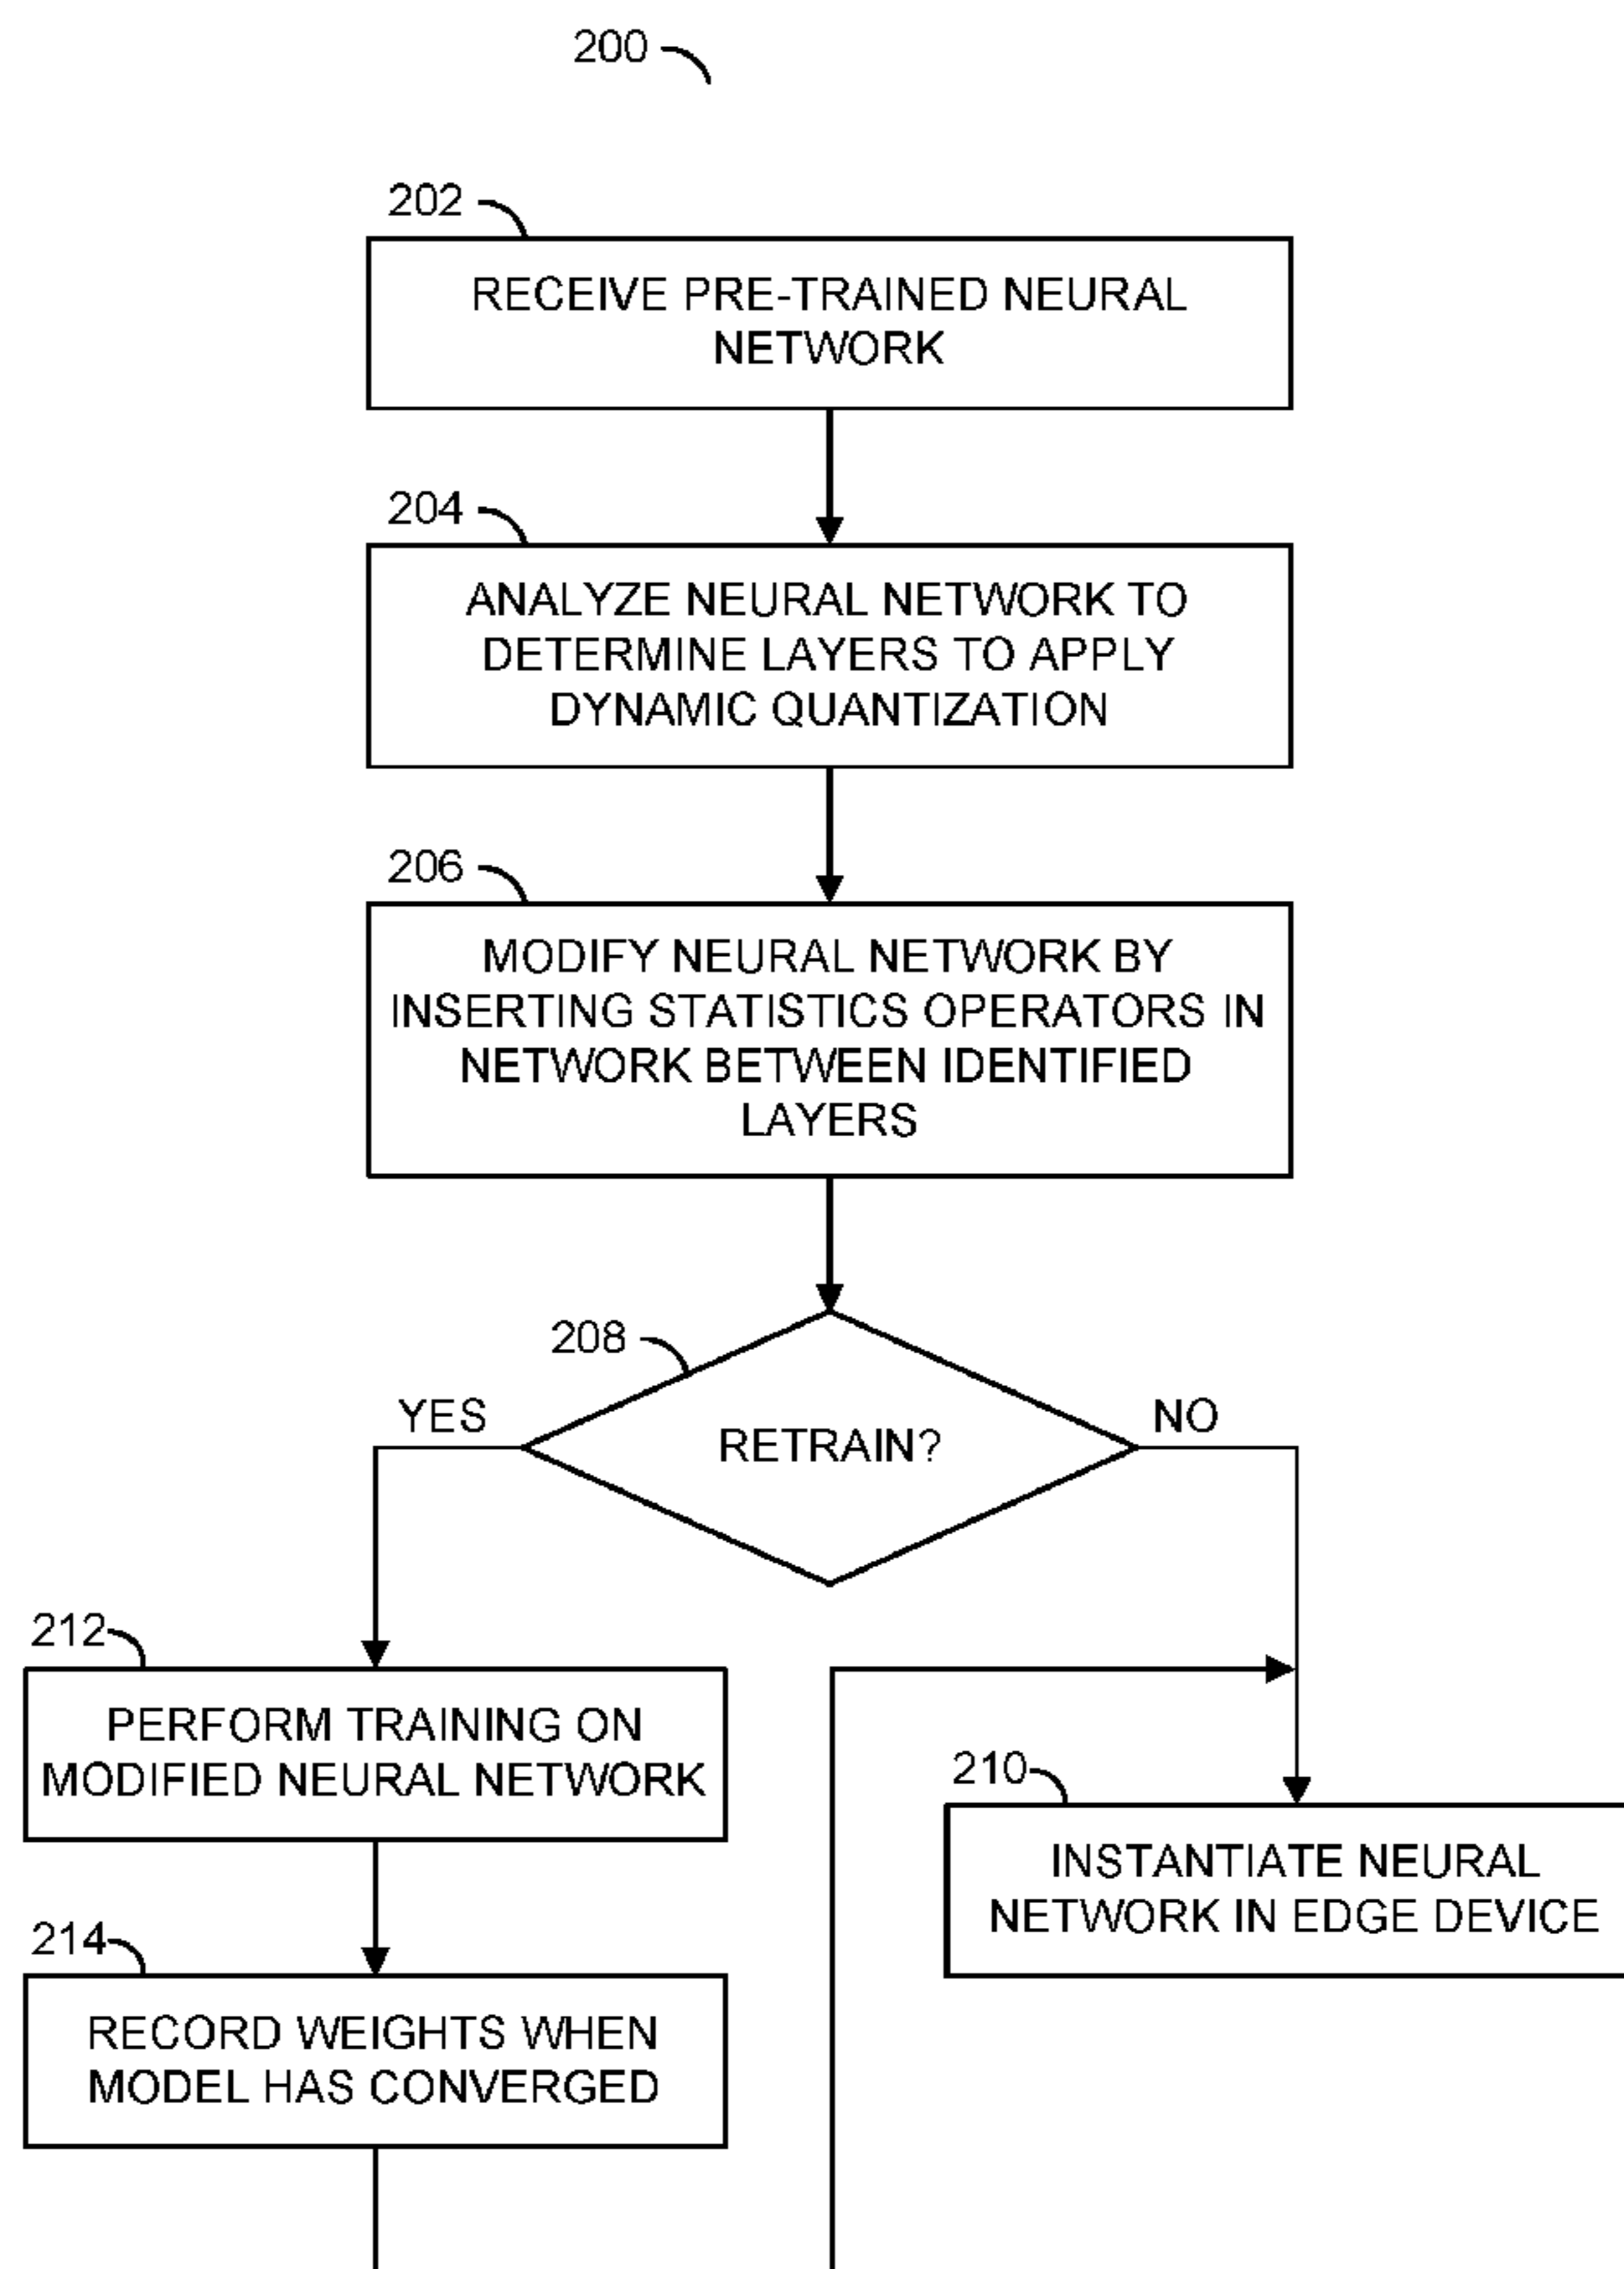 200
202
RECEIVE PRE-TRAINED NEURAL
NETWORK
204
ANALYZE NEURAL NETWORK TO
DETERMINE LAYERS TO APPLY
DYNAMIC QUANTIZATION
206
MODIFY NEURAL NETWORK BY
INSERTING STATISTICS OPERATORS IN
NETWORK BETWEEN IDENTIFIED
LAYERS
208
YES
RETRAIN?
NO
212
PERFORM TRAINING ON
MODIFIED NEURAL NETWORK
210
INSTANTIATE NEURAL
NETWORK IN EDGE DEVICE
214
RECORD WEIGHTS WHEN
MODEL HAS CONVERGED